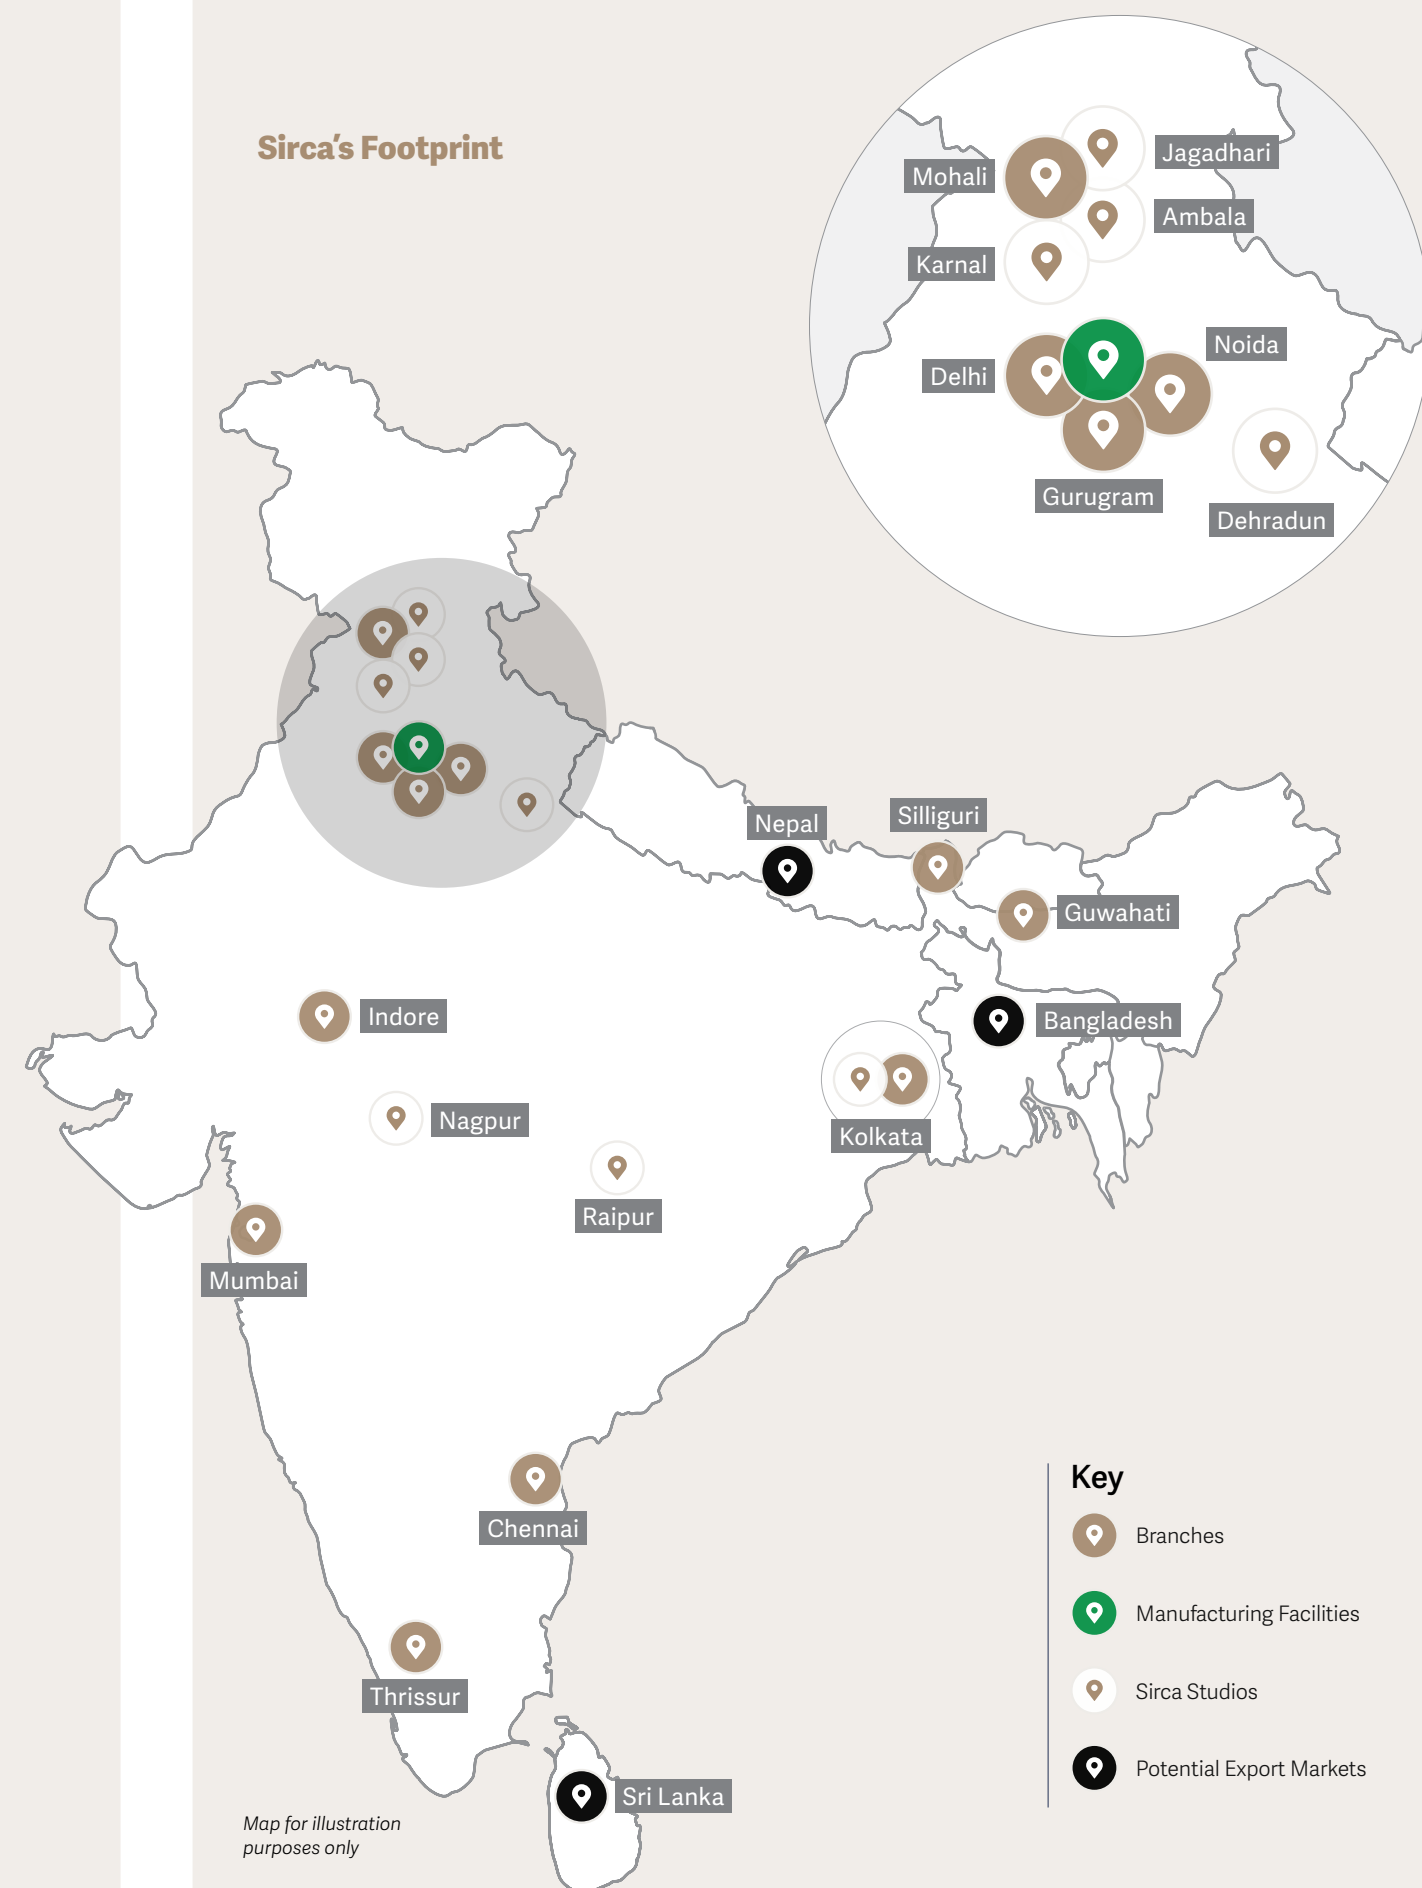 Sirca's Footprint
Jagadhari
Mohali
Ambala
Karnal
Noida
Delhi
Gurugram
Dehradun
Nepal
Silliguri
Guwahati
Indore
Bangladesh
Nagpur
Kolkata
Raipur
Mumbai
Chennai
Thrissur
Sri Lanka
Key
Branches
Manufacturing Facilities
Sirca Studios
Potential Export Markets
Map for illustration
purposes only